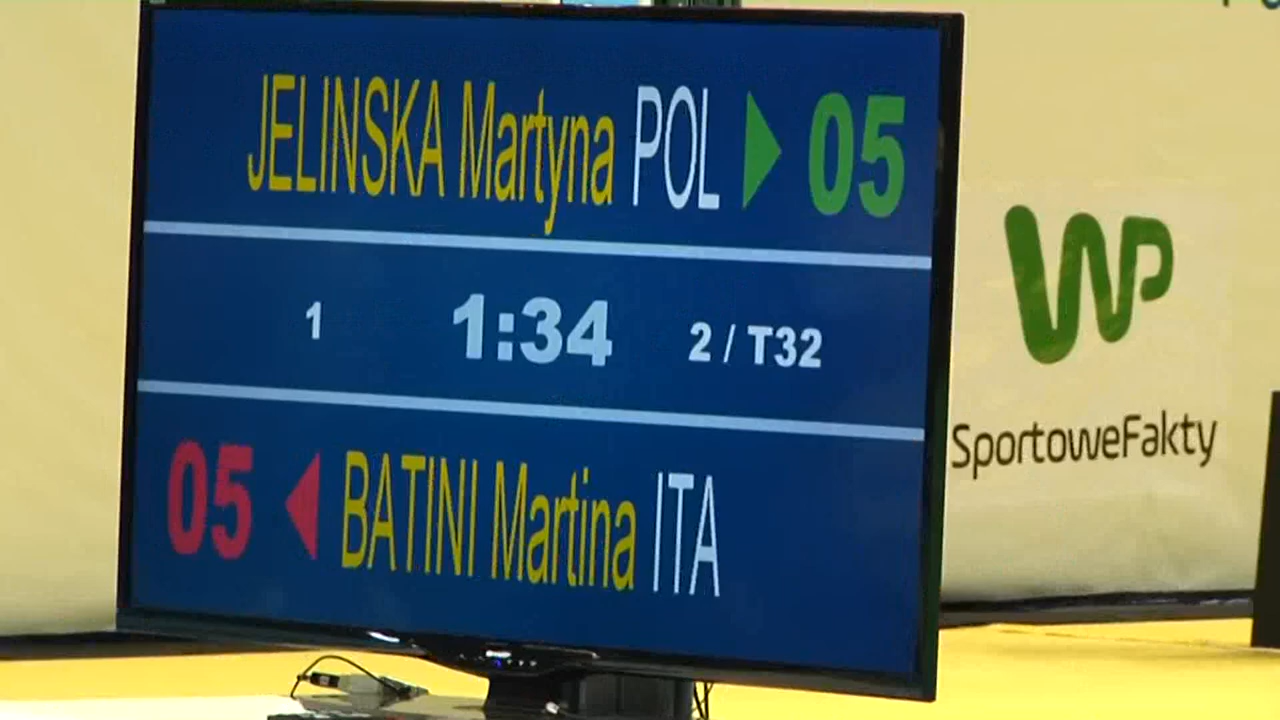 JELINSKA Martyna POL 05
1 1:34 2 / T32
05 BATINI Martina ITA
WP
SportoweFakty